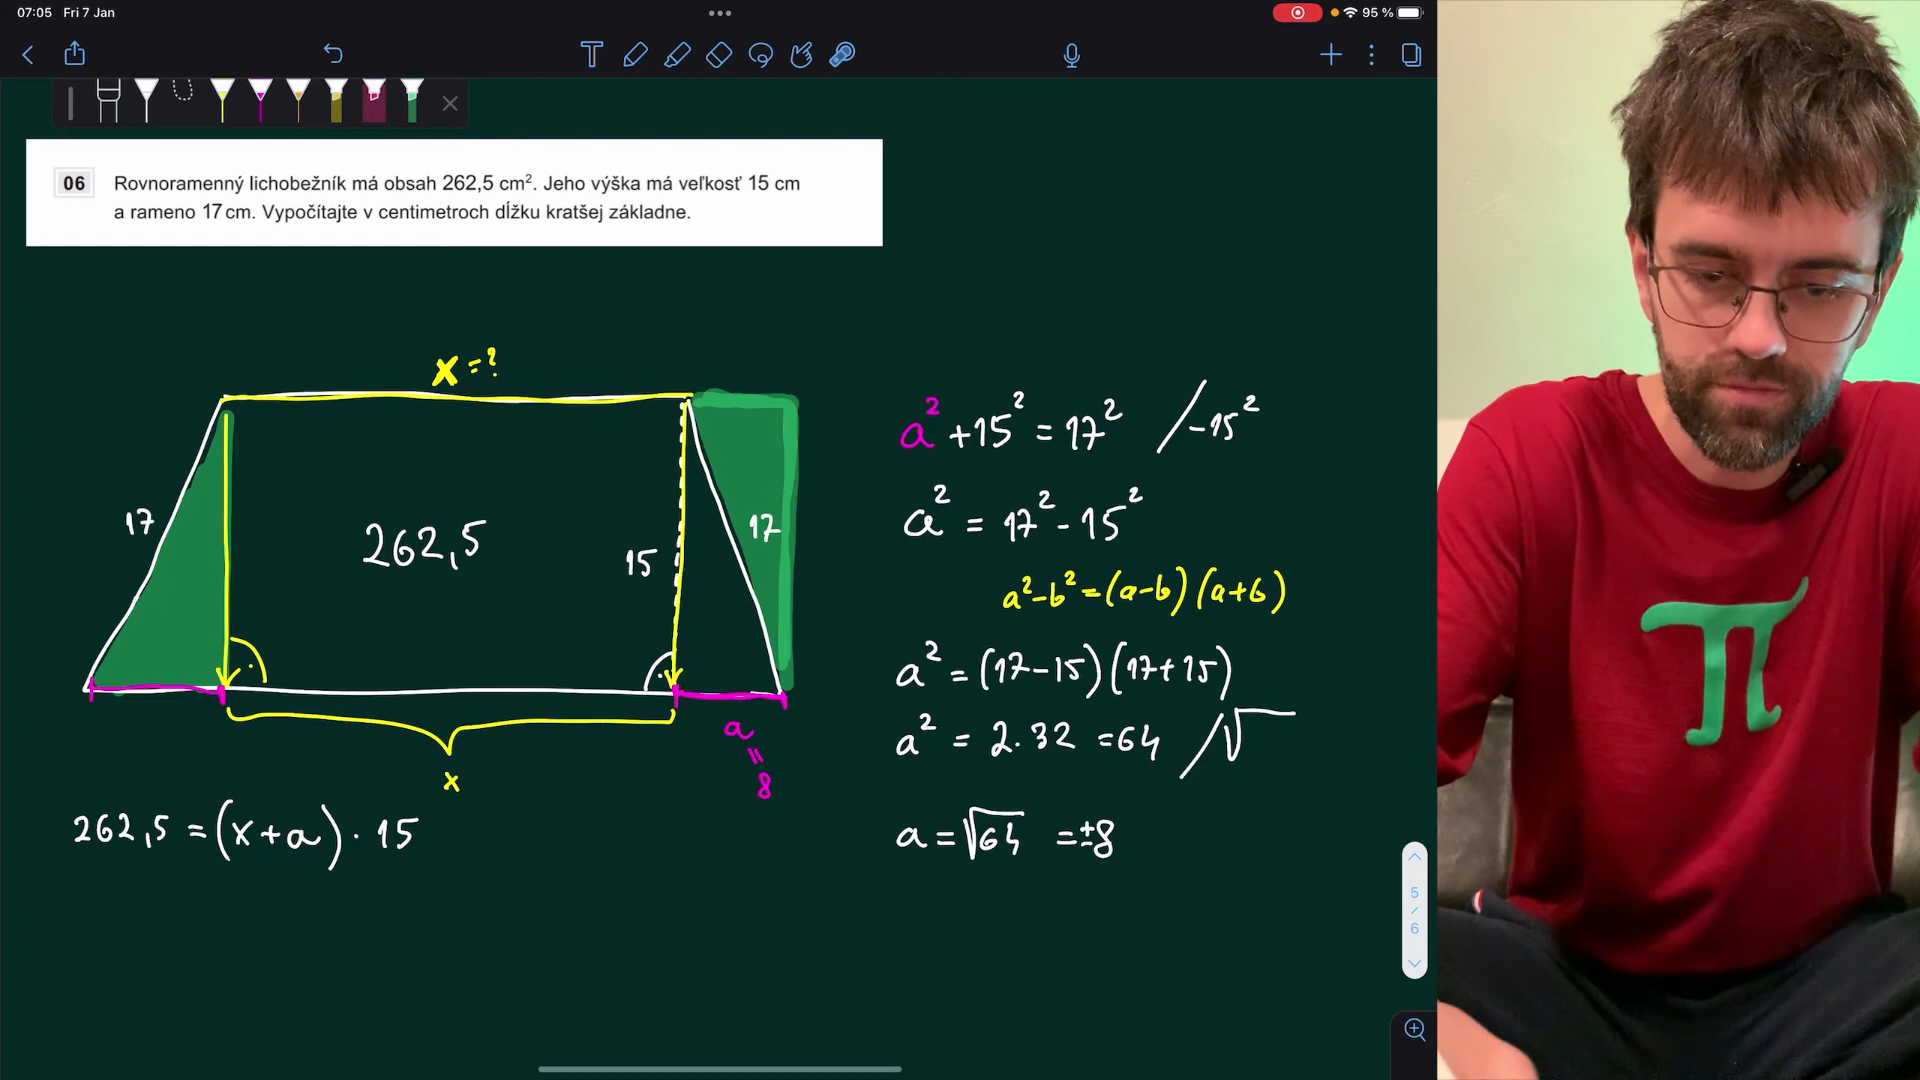 07:05 Fri 7 Jan
95 %
06 Rovnoramenný lichobežník má obsah 262,5 cm². Jeho výška má veľkosť 15 cm
a rameno 17 cm. Vypočítajte v centimetroch dĺžku kratšej základne.
x = ?
17
262,5
15
17
x
a
=
8
262,5 = (x+a) · 15
a² + 15² = 17² / -15²
a² = 17² - 15²
a² - b² = (a-b)(a+b)
a² = (17-15)(17+15)
a² = 2.32 = 64 /√
a = √64 = ±8
5
/
6
π